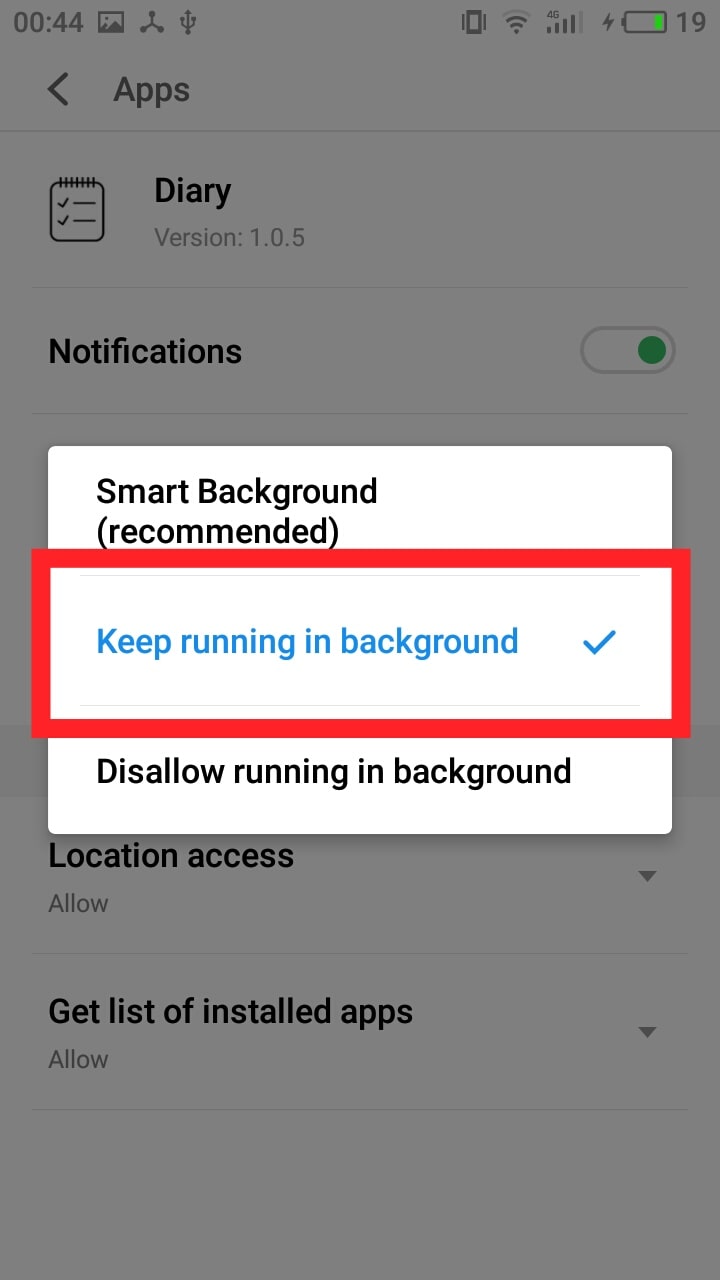 00:44 4G 19
Apps
Diary
Version: 1.0.5
Notifications
Smart Background
(recommended)
Keep running in background
Disallow running in background
Location access
Allow
Get list of installed apps
Allow